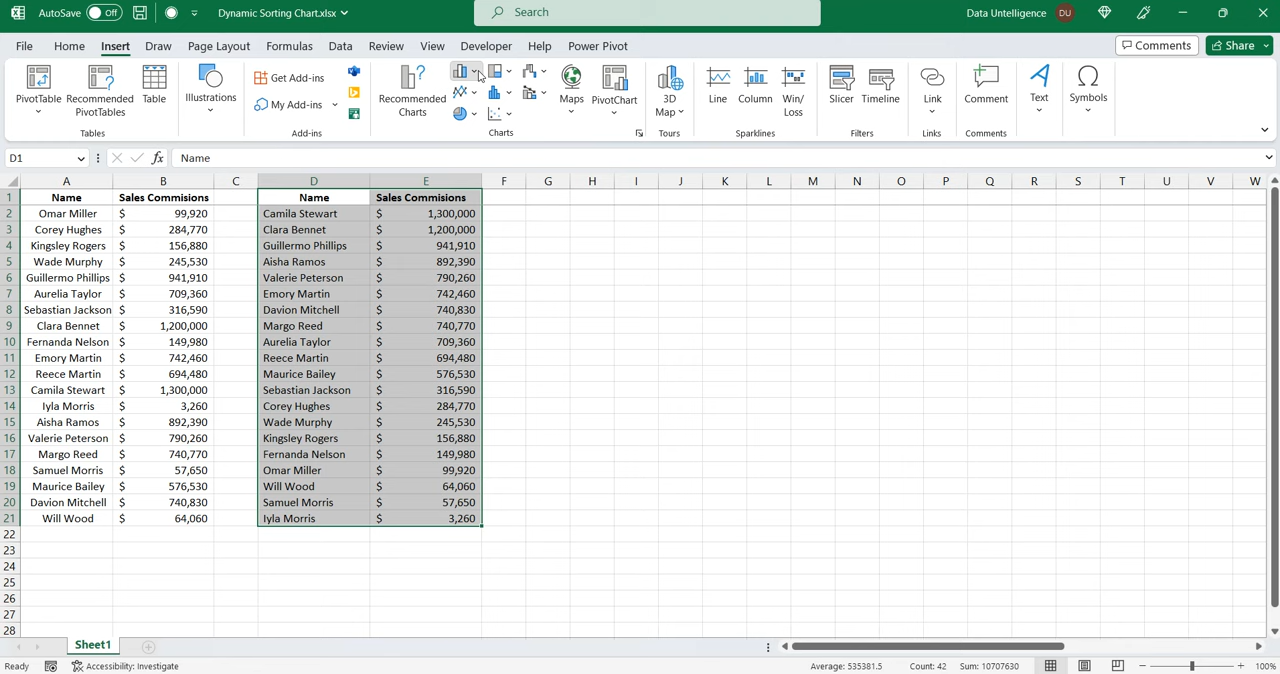 AutoSave Off Dynamic Sorting Chart.xlsx Search Data Untelligence DU
File Home Insert Draw Page Layout Formulas Data Review View Developer Help Power Pivot Comments Share
PivotTable Recommended PivotTables Table Illustrations Get Add-ins My Add-ins Recommended Charts Maps PivotChart 3D Map Line Column Win/Loss Slicer Timeline Link Comment Text Symbols
Tables Add-ins Charts Tours Sparklines Filters Links Comments
D1 fx Name
A B C D E F G H I J K L M N O P Q R S T U V W
1 Name Sales Commisions Name Sales Commisions
2 Omar Miller $ 99,920 Camila Stewart $ 1,300,000
3 Corey Hughes $ 284,770 Clara Bennet $ 1,200,000
4 Kingsley Rogers $ 156,880 Guillermo Phillips $ 941,910
5 Wade Murphy $ 245,530 Aisha Ramos $ 892,390
6 Guillermo Phillips $ 941,910 Valerie Peterson $ 790,260
7 Aurelia Taylor $ 709,360 Emory Martin $ 742,460
8 Sebastian Jackson $ 316,590 Davion Mitchell $ 740,830
9 Clara Bennet $ 1,200,000 Margo Reed $ 740,770
10 Fernanda Nelson $ 149,980 Aurelia Taylor $ 709,360
11 Emory Martin $ 742,460 Reece Martin $ 694,480
12 Reece Martin $ 694,480 Maurice Bailey $ 576,530
13 Camila Stewart $ 1,300,000 Sebastian Jackson $ 316,590
14 Iyla Morris $ 3,260 Corey Hughes $ 284,770
15 Aisha Ramos $ 892,390 Wade Murphy $ 245,530
16 Valerie Peterson $ 790,260 Kingsley Rogers $ 156,880
17 Margo Reed $ 740,770 Fernanda Nelson $ 149,980
18 Samuel Morris $ 57,650 Omar Miller $ 99,920
19 Maurice Bailey $ 576,530 Will Wood $ 64,060
20 Davion Mitchell $ 740,830 Samuel Morris $ 57,650
21 Will Wood $ 64,060 Iyla Morris $ 3,260
22
23
24
25
26
27
28
Sheet1
Ready Accessibility: Investigate Average: 535381.5 Count: 42 Sum: 10707630 100%